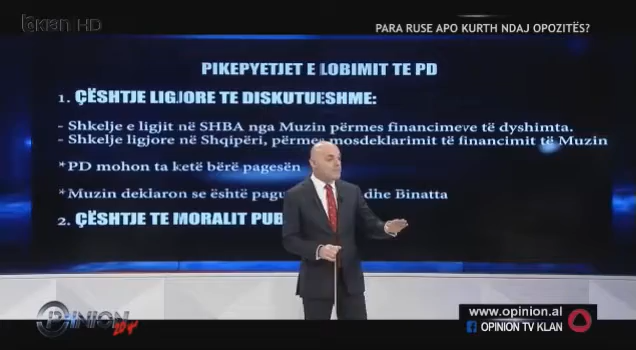 tvklan HD
PARA RUSE APO KURTH NDAJ OPOZITËS?
PIKEPYETJET E LOBIMIT TE PD
1. ÇËSHTJE LIGJORE TE DISKUTUESHME:
- Shkelje e ligjit në SHBA nga Muzin përmes financimeve të dyshimta.
- Shkelje ligjore në Shqipëri, përmes mosdeklarimit të financimit të Muzin
*PD mohon ta ketë bërë pagesën
*Muzin deklaron se është pagu dhe Binatta
2. ÇËSHTJE TE MORALIT PUB
OPINION
www.opinion.al
OPINION TV KLAN